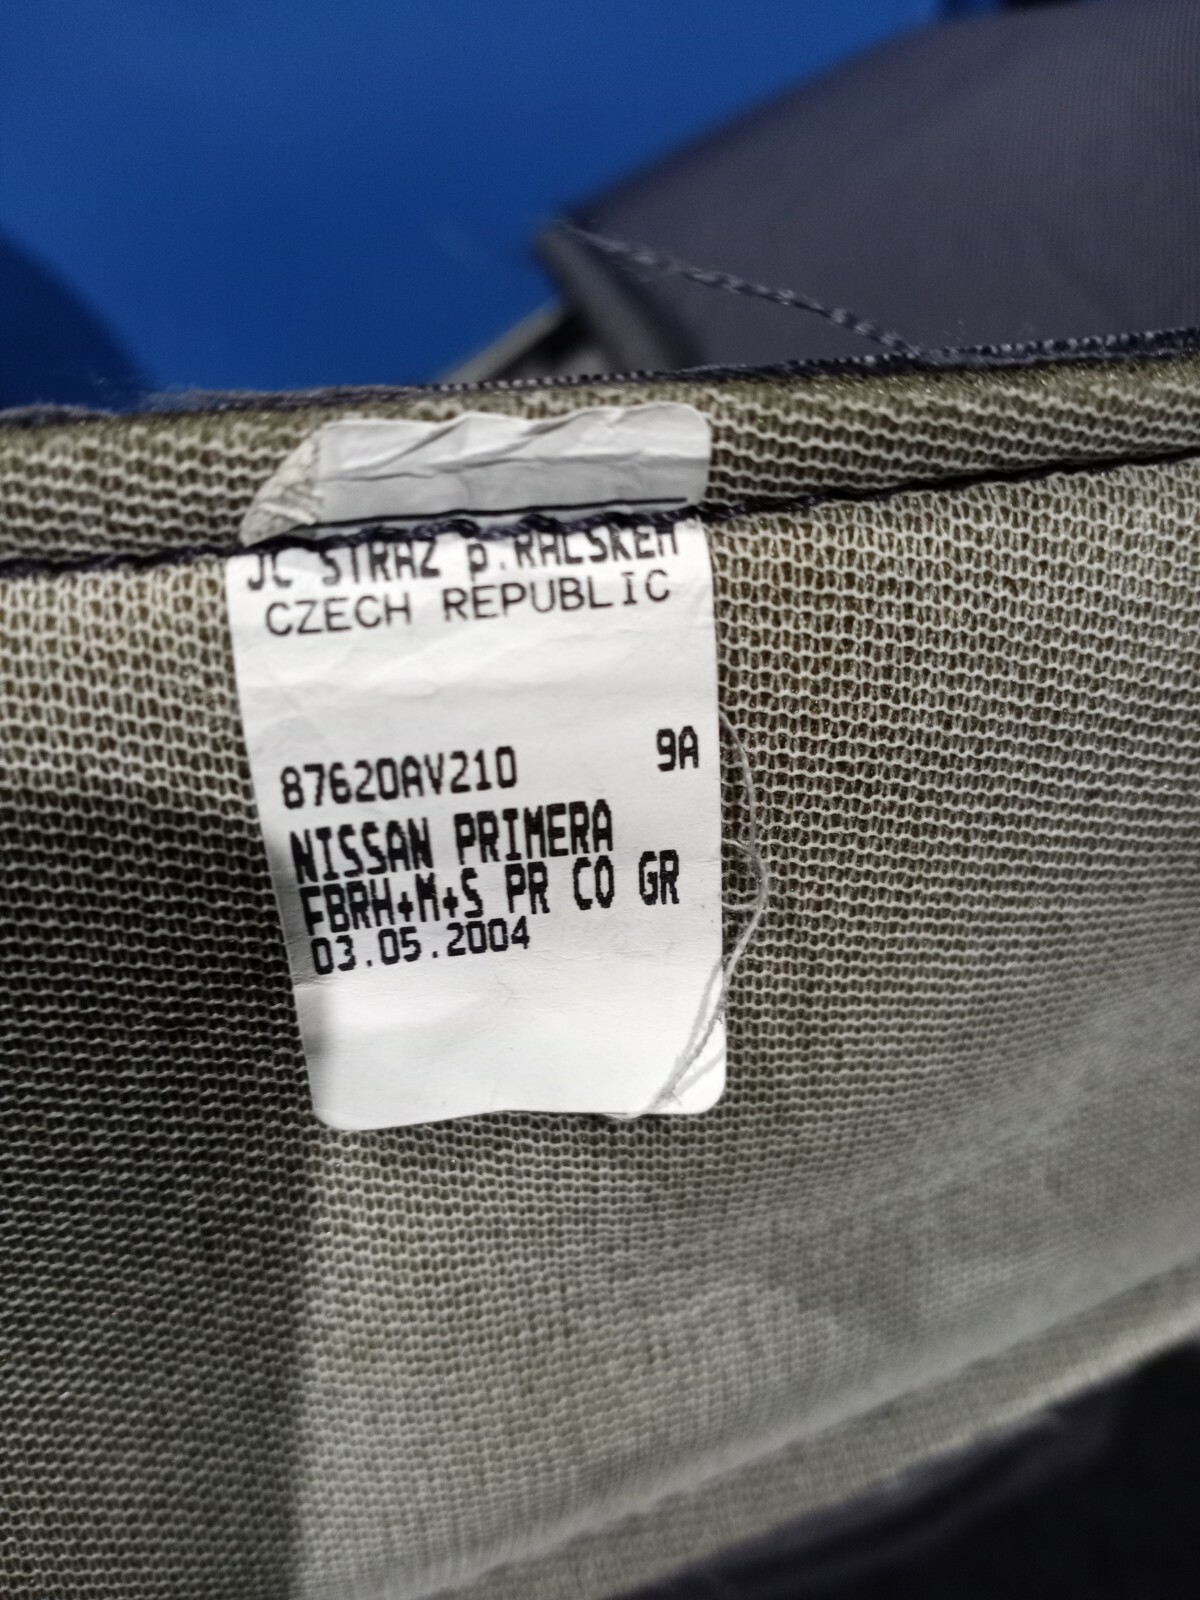 JC STRAZ p.RALSKEM
CZECH REPUBLIC
87620AV210 9A
NISSAN PRIMERA
FBRH+M+S PR CO GR
03.05.2004